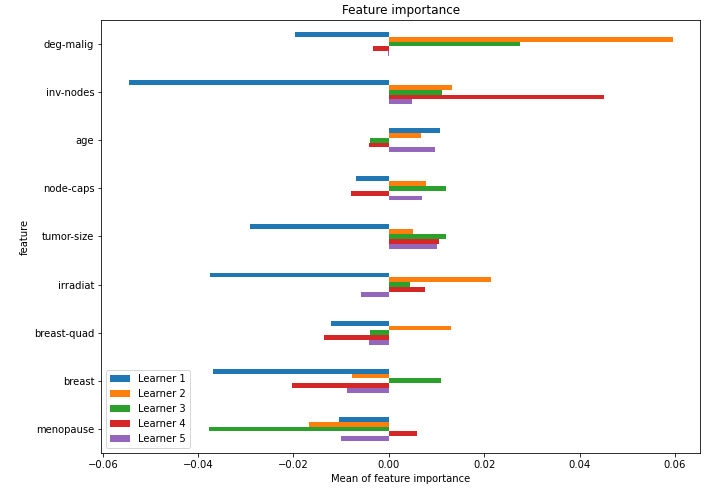 Feature importance
deg-malig
inv-nodes
age
node-caps
tumor-size
irradiat
breast-quad
breast
menopause
feature
Learner 1
Learner 2
Learner 3
Learner 4
Learner 5
−0.06 −0.04 −0.02 0.00 0.02 0.04 0.06
Mean of feature importance